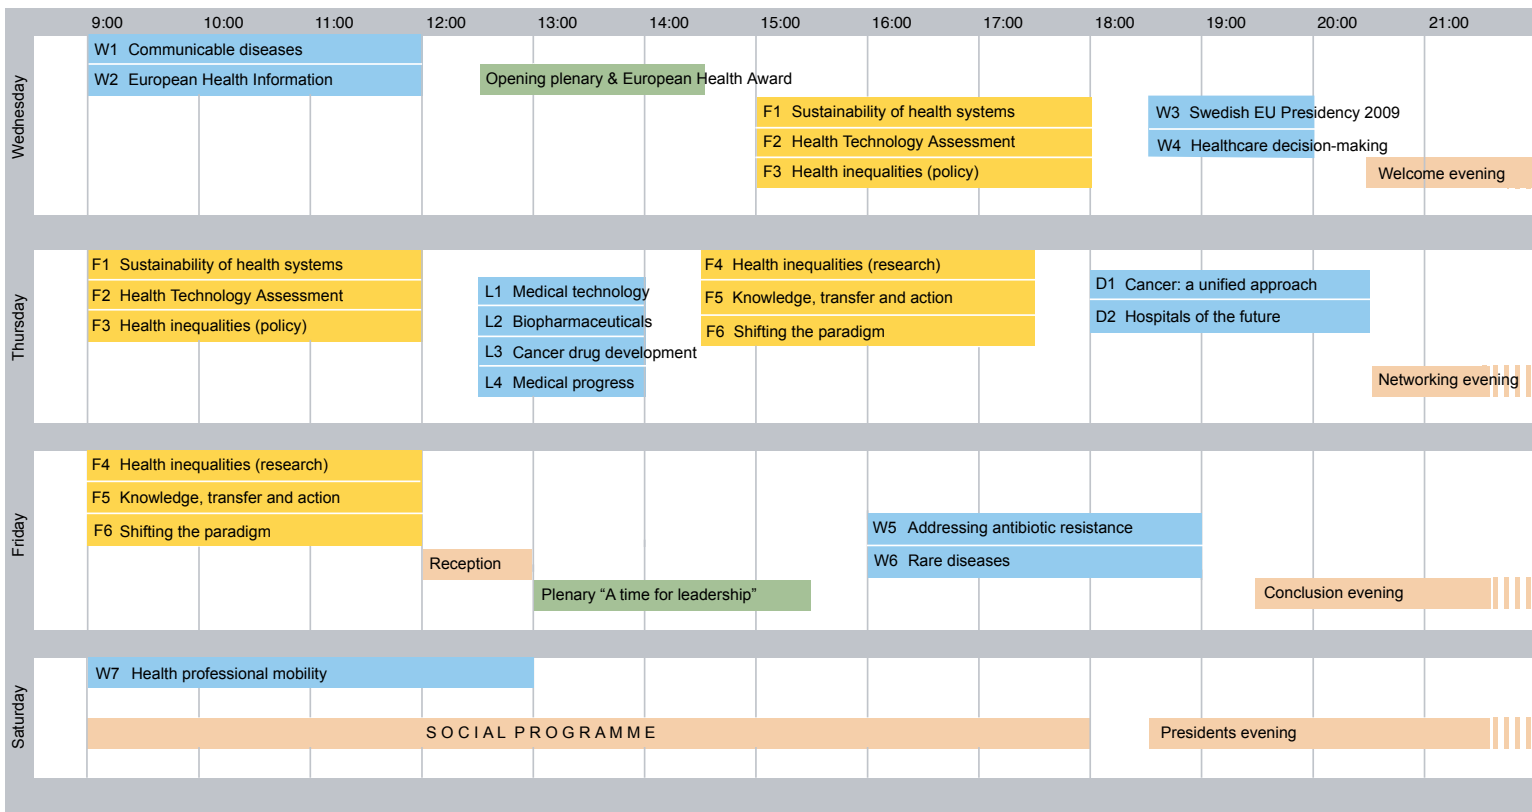 9:00 10:00 11:00 12:00 13:00 14:00 15:00 16:00 17:00 18:00 19:00 20:00 21:00
Wednesday
W1 Communicable diseases
W2 European Health Information
Opening plenary & European Health Award
F1 Sustainability of health systems
F2 Health Technology Assessment
F3 Health inequalities (policy)
W3 Swedish EU Presidency 2009
W4 Healthcare decision-making
Welcome evening
Thursday
F1 Sustainability of health systems
F2 Health Technology Assessment
F3 Health inequalities (policy)
L1 Medical technology
L2 Biopharmaceuticals
L3 Cancer drug development
L4 Medical progress
F4 Health inequalities (research)
F5 Knowledge, transfer and action
F6 Shifting the paradigm
D1 Cancer: a unified approach
D2 Hospitals of the future
Networking evening
Friday
F4 Health inequalities (research)
F5 Knowledge, transfer and action
F6 Shifting the paradigm
Reception
Plenary “A time for leadership”
W5 Addressing antibiotic resistance
W6 Rare diseases
Conclusion evening
Saturday
W7 Health professional mobility
SOCIAL PROGRAMME
Presidents evening